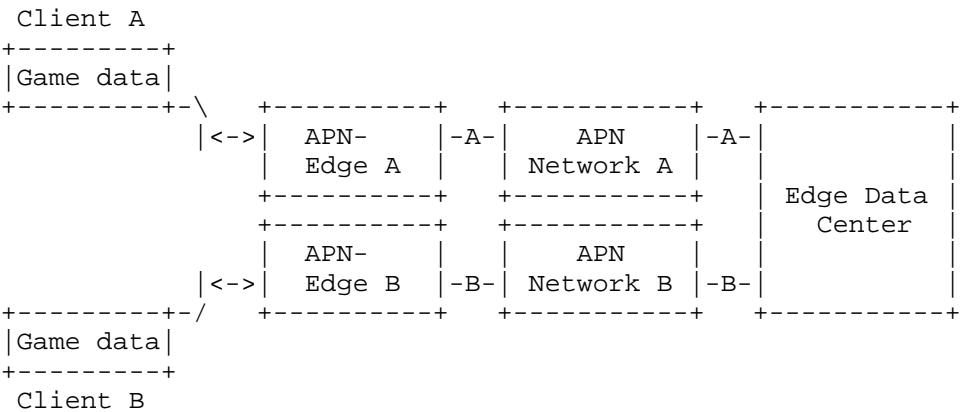 Client A
+---------+
|Game data|
+---------+-\   +----------+   +-----------+   +-----------+
            |<->|  APN-    |-A-|    APN    |-A-|           |
                |  Edge A  |   | Network A |   |           |
                +----------+   +-----------+   | Edge Data |
                +----------+   +-----------+   |   Center  |
                |  APN-    |   |    APN    |   |           |
            |<->|  Edge B  |-B-| Network B |-B-|           |
+---------+-/   +----------+   +-----------+   +-----------+
|Game data|
+---------+
 Client B